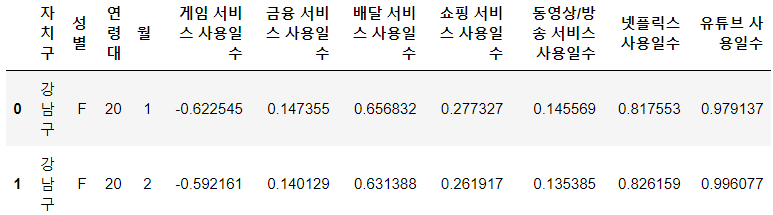 자치구 성별 연령대 월 게임 서비스 사용일수 금융 서비스 사용일수 배달 서비스 사용일수 쇼핑 서비스 사용일수 동영상/방송 서비스 사용일수 넷플릭스 사용일수 유튜브 사용일수
0 강남구 F 20 1 -0.622545 0.147355 0.656832 0.277327 0.145569 0.817553 0.979137
1 강남구 F 20 2 -0.592161 0.140129 0.631388 0.261917 0.135385 0.826159 0.996077